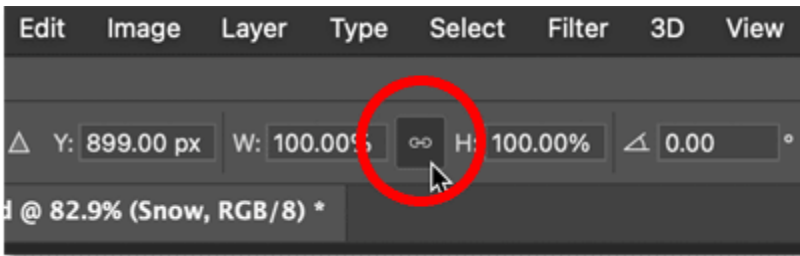 Edit Image Layer Type Select Filter 3D View
Y: 899.00 px W: 100.00% H: 100.00% 0.00 °
@ 82.9% (Snow, RGB/8) *